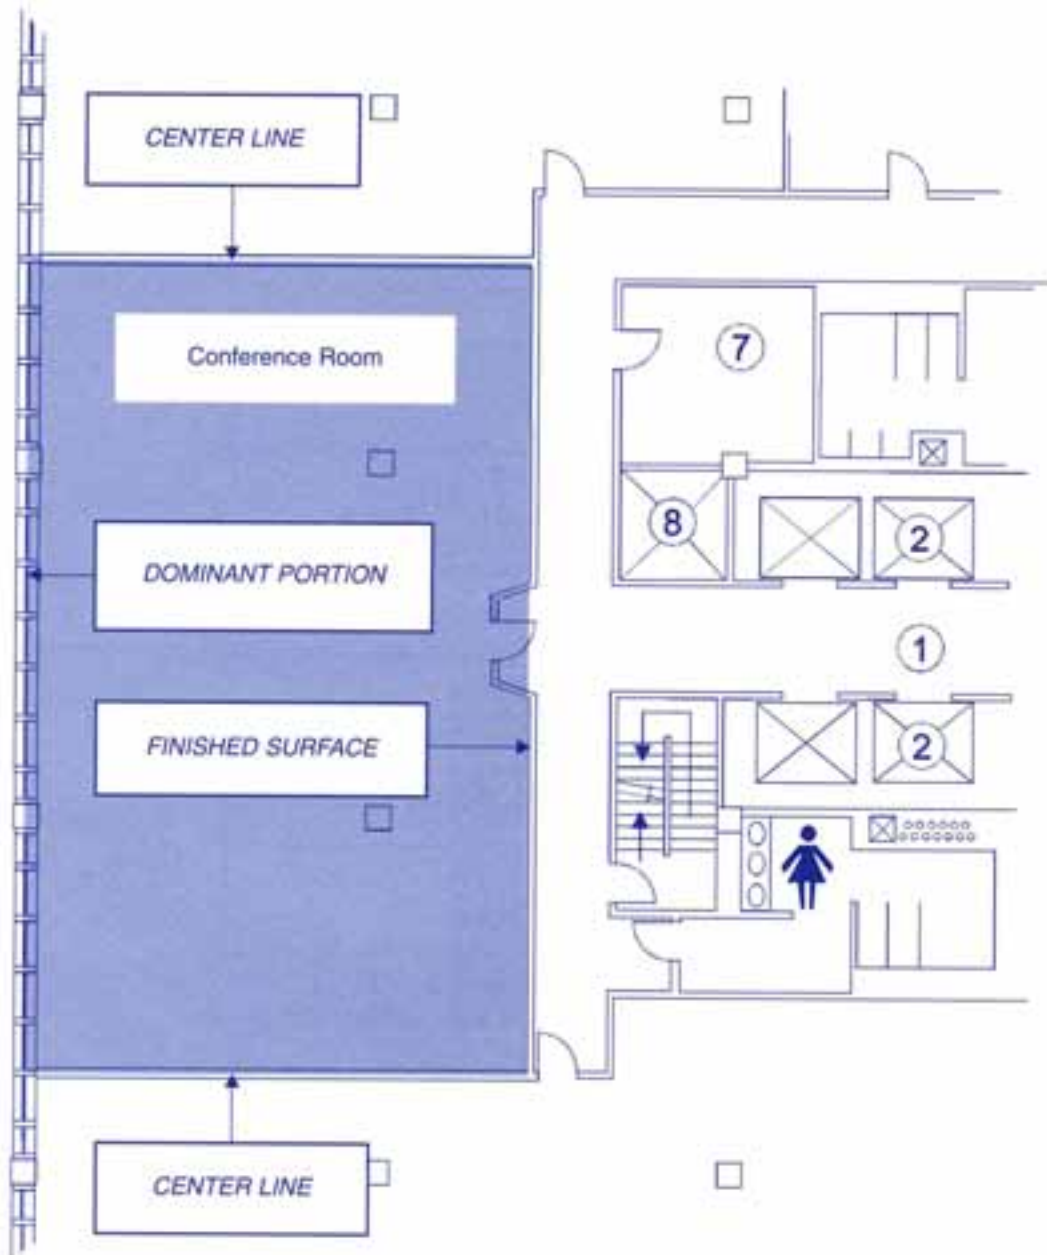 CENTER LINE
Conference Room
7
8
2
DOMINANT PORTION
1
FINISHED SURFACE
2
CENTER LINE